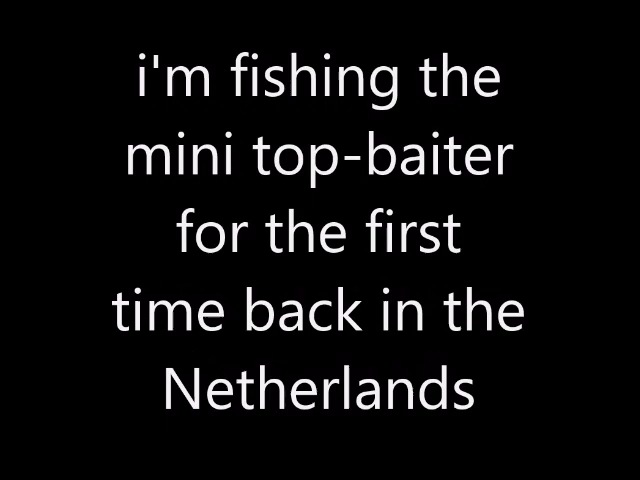 i'm fishing the
mini top-baiter
for the first
time back in the
Netherlands